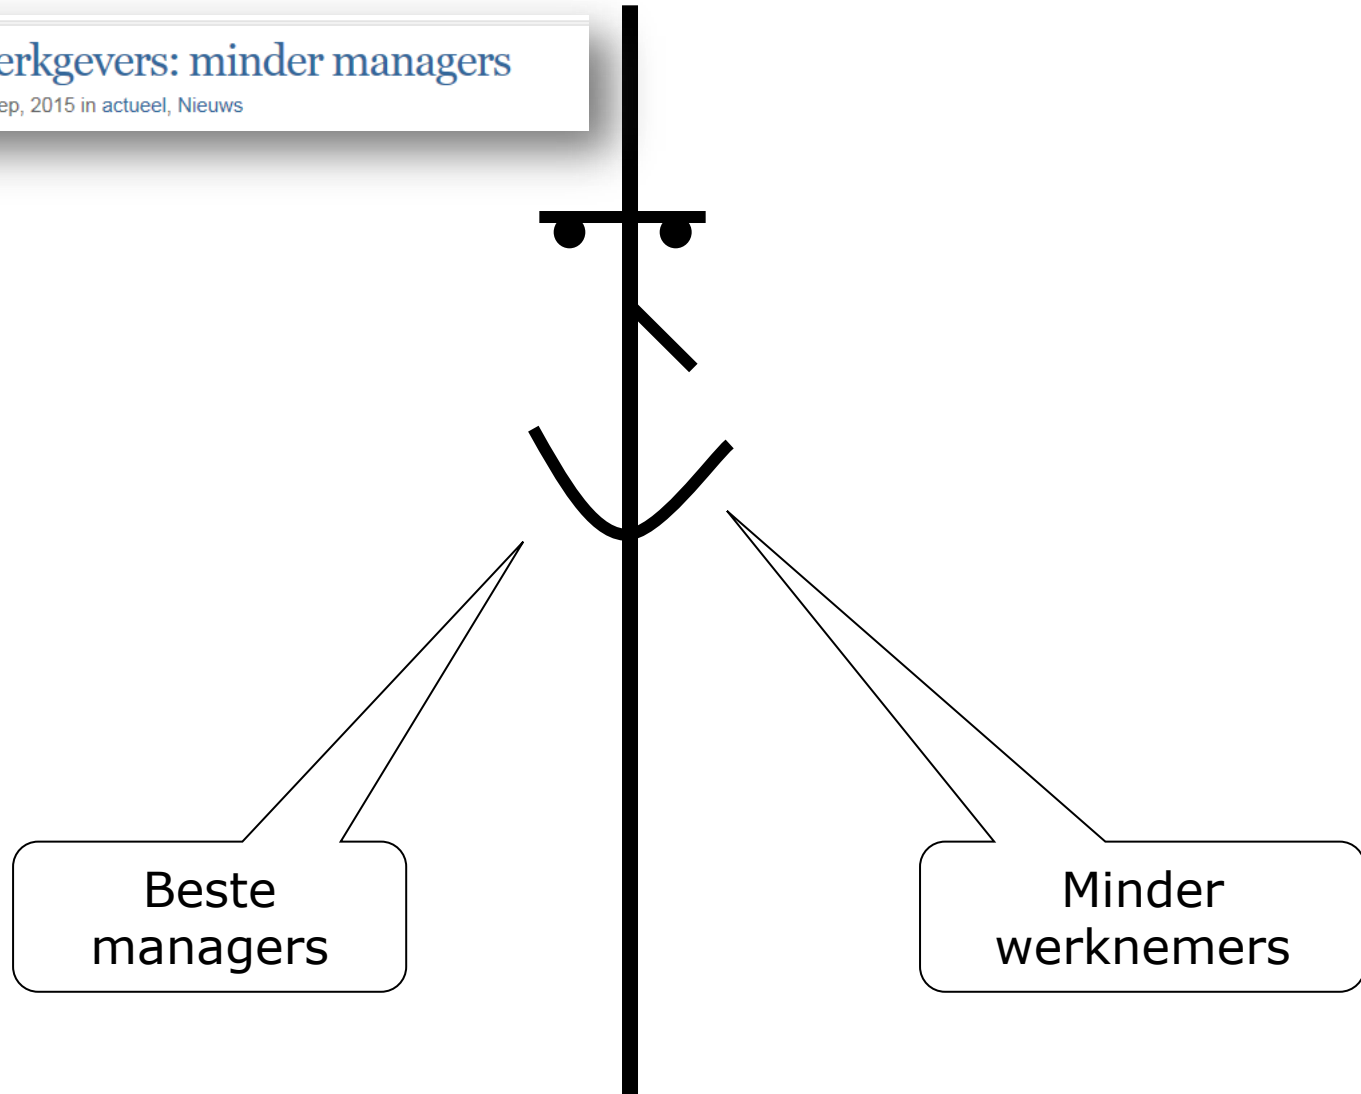 erkgevers: minder managers
ep, 2015 in actueel, Nieuws
Beste
managers
Minder
werknemers